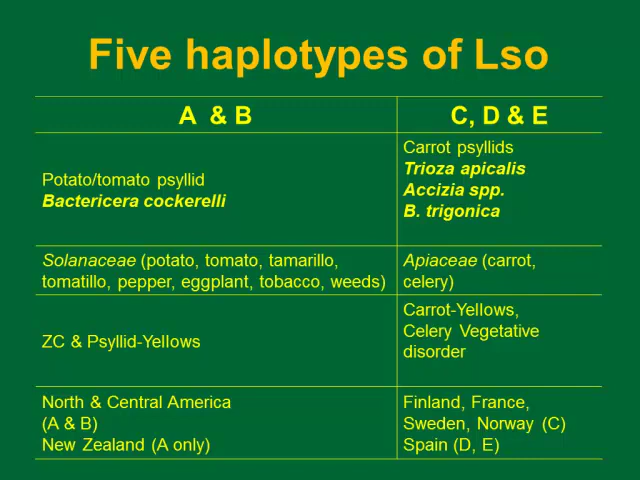 Five haplotypes of Lso
A & B
C, D & E
Potato/tomato psyllid
Bactericera cockerelli
Carrot psyllids
Trioza apicalis
Accizia spp.
B. trigonica
Solanaceae (potato, tomato, tamarillo,
tomatillo, pepper, eggplant, tobacco, weeds)
Apiaceae (carrot,
celery)
ZC & Psyllid-Yellows
Carrot-Yellows,
Celery Vegetative
disorder
North & Central America
(A & B)
New Zealand (A only)
Finland, France,
Sweden, Norway (C)
Spain (D, E)